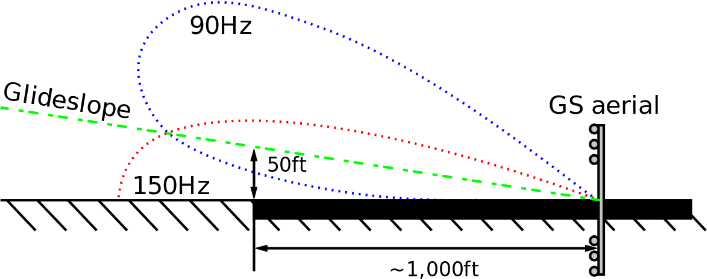 90Hz
Glideslope
GS aerial
50ft
150Hz
~1,000ft